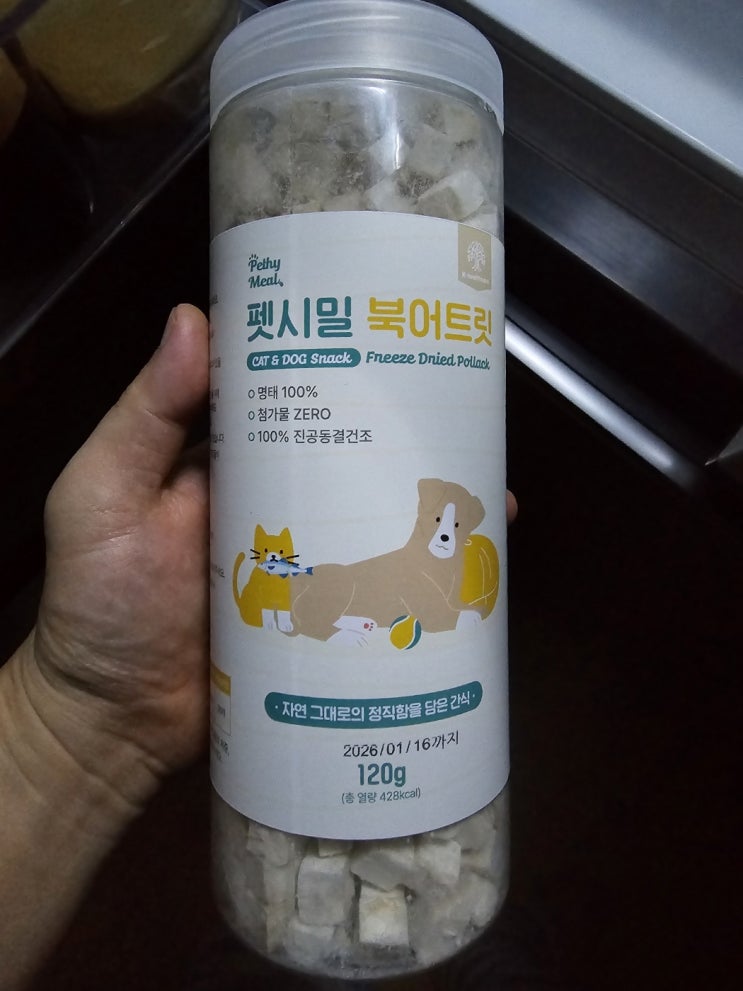 Pethy
Meal
펫시밀 북어트릿
CAT & DOG Snack Freeze Dried Pollack
명태 100%
첨가물 ZERO
100% 진공동결건조
· 자연 그대로의 정직함을 담은 간식 ·
2026/01/16까지
120g
(총 열량 428kcal)